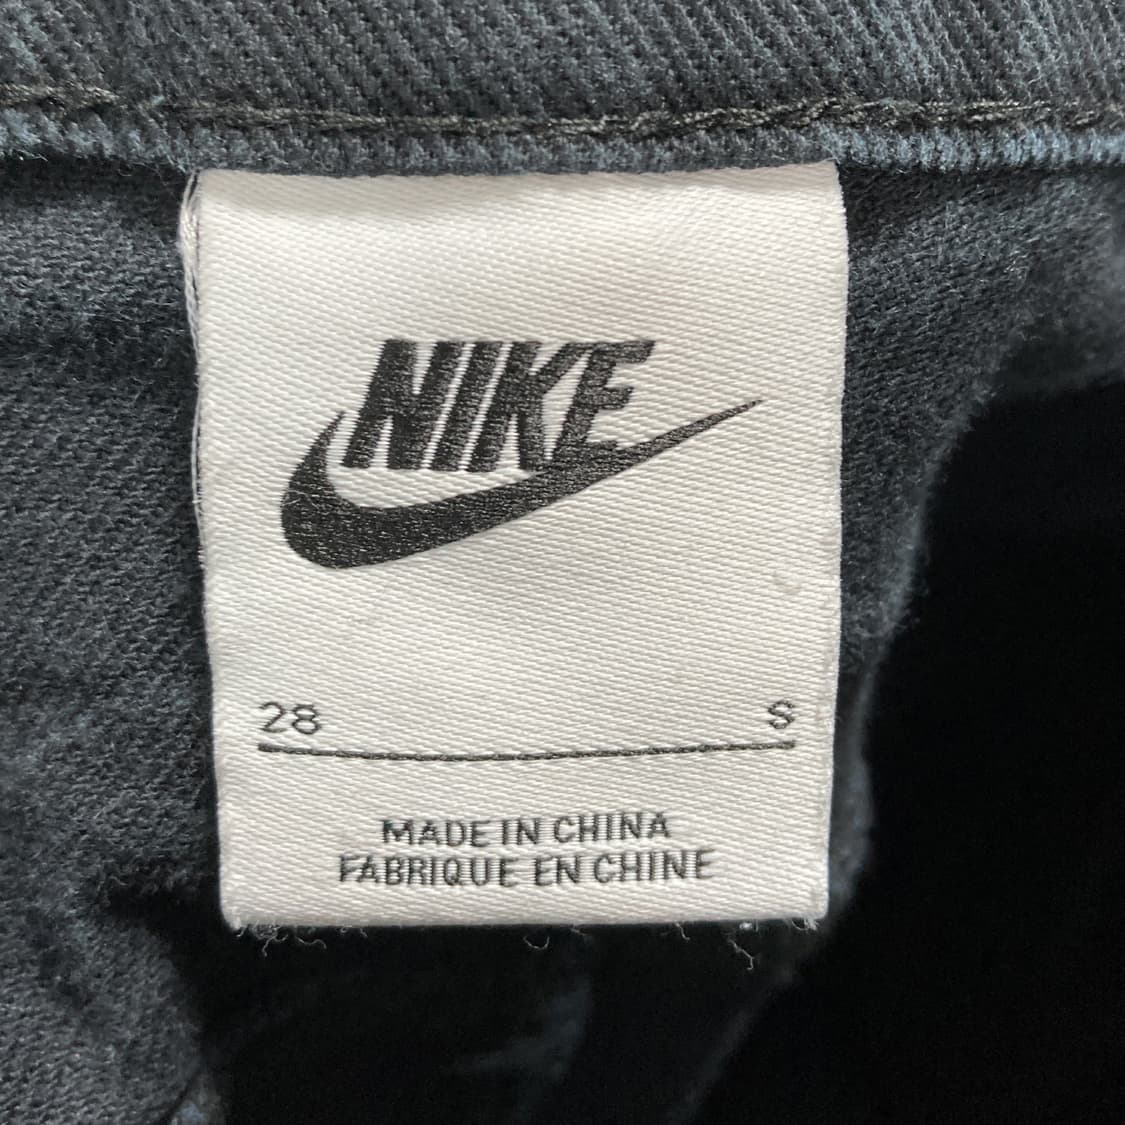 NIKE
28 S
MADE IN CHINA
FABRIQUE EN CHINE